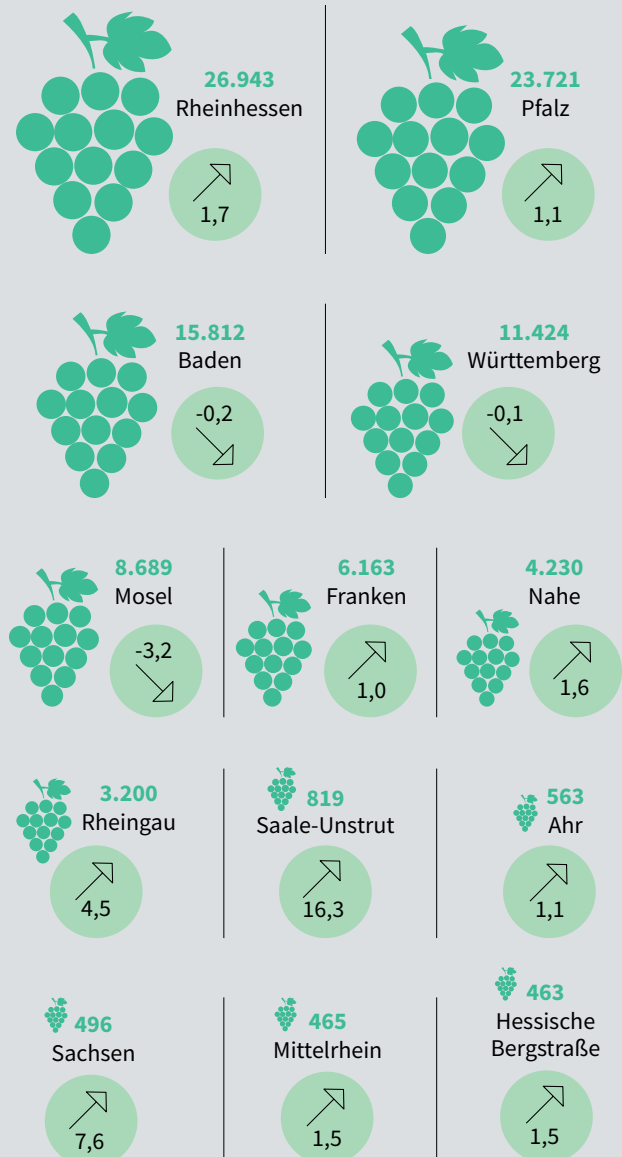 26.943
Rheinhessen
1,7
23.721
Pfalz
1,1
15.812
Baden
-0,2
11.424
Württemberg
-0,1
8.689
Mosel
-3,2
6.163
Franken
1,0
4.230
Nahe
1,6
3.200
Rheingau
4,5
819
Saale-Unstrut
16,3
563
Ahr
1,1
496
Sachsen
7,6
465
Mittelrhein
1,5
463
Hessische
Bergstraße
1,5